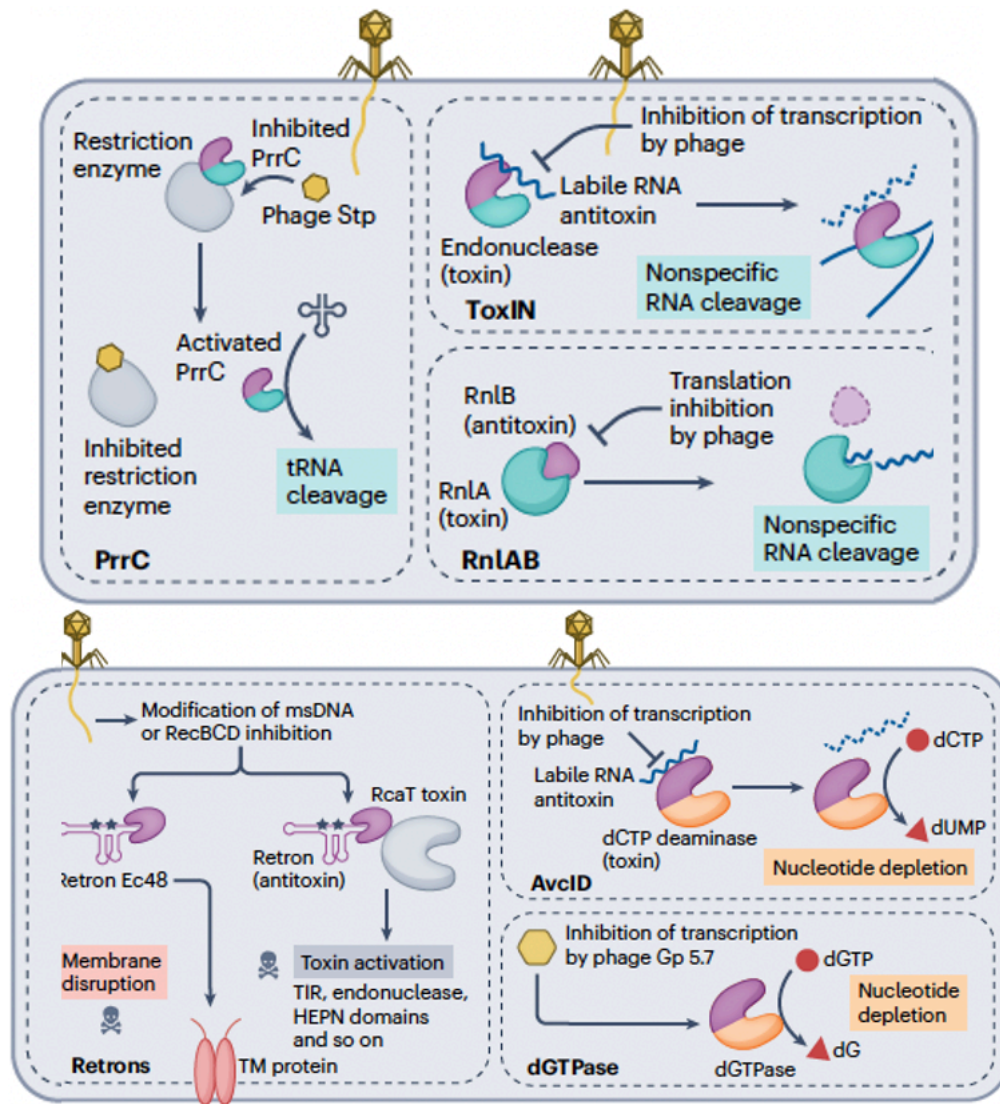 Restriction
enzyme
Inhibited
PrrC
Phage Stp
Activated
PrrC
Inhibited
restriction
enzyme
tRNA
cleavage
PrrC
Inhibition of transcription
by phage
Labile RNA
antitoxin
Endonuclease
(toxin)
Nonspecific
RNA cleavage
ToxIN
RnlB
(antitoxin)
Translation
inhibition
by phage
RnlA
(toxin)
Nonspecific
RNA cleavage
RnlAB
Modification of msDNA
or RecBCD inhibition
RcaT toxin
Retron Ec48
Retron
(antitoxin)
Membrane
disruption
Toxin activation
TIR, endonuclease,
HEPN domains
and so on
Retrons
TM protein
Inhibition of transcription
by phage
Labile RNA
antitoxin
dCTP
dUMP
dCTP deaminase
(toxin)
Nucleotide depletion
AvcID
Inhibition of transcription
by phage Gp 5.7
dGTP
Nucleotide
depletion
dG
dGTPase
dGTPase